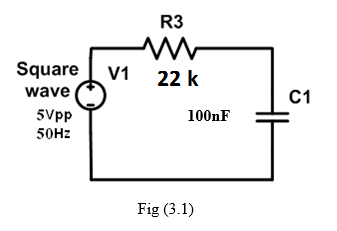 R3
Square
wave
V1
22 k
5Vpp
50Hz
100nF
C1
Fig (3.1)